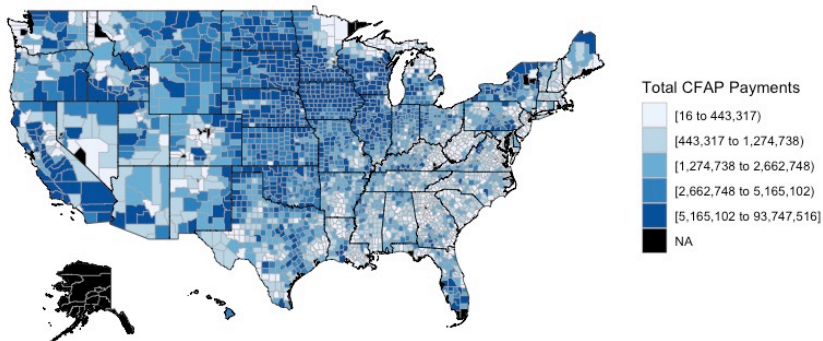 Total CFAP Payments
[16 to 443,317)
[443,317 to 1,274,738)
[1,274,738 to 2,662,748)
[2,662,748 to 5,165,102)
[5,165,102 to 93,747,516]
NA